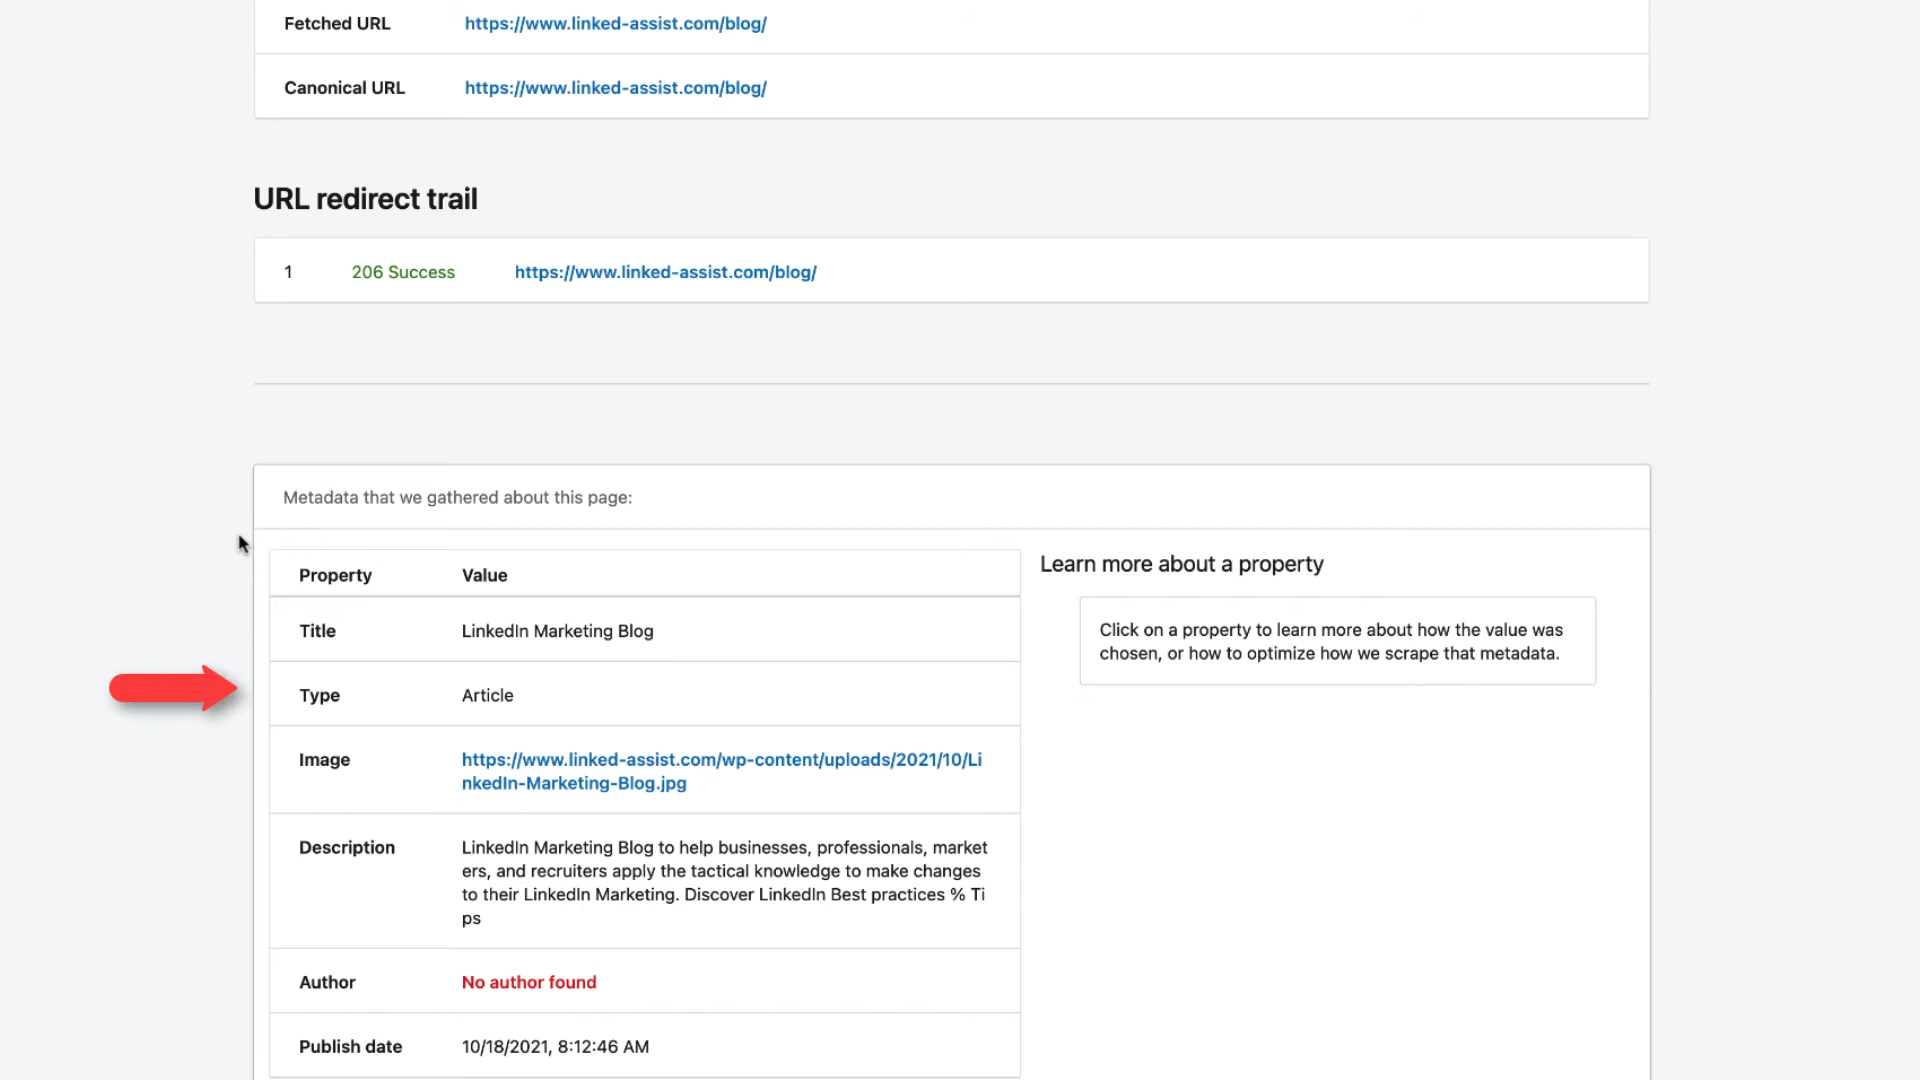 Fetched URL https://www.linked-assist.com/blog/
Canonical URL https://www.linked-assist.com/blog/
URL redirect trail
1 206 Success https://www.linked-assist.com/blog/
Metadata that we gathered about this page:
Property Value
Title LinkedIn Marketing Blog
Type Article
Image https://www.linked-assist.com/wp-content/uploads/2021/10/Li
nkedIn-Marketing-Blog.jpg
Description LinkedIn Marketing Blog to help businesses, professionals, market
ers, and recruiters apply the tactical knowledge to make changes
to their LinkedIn Marketing. Discover LinkedIn Best practices % Ti
ps
Author No author found
Publish date 10/18/2021, 8:12:46 AM
Learn more about a property
Click on a property to learn more about how the value was
chosen, or how to optimize how we scrape that metadata.